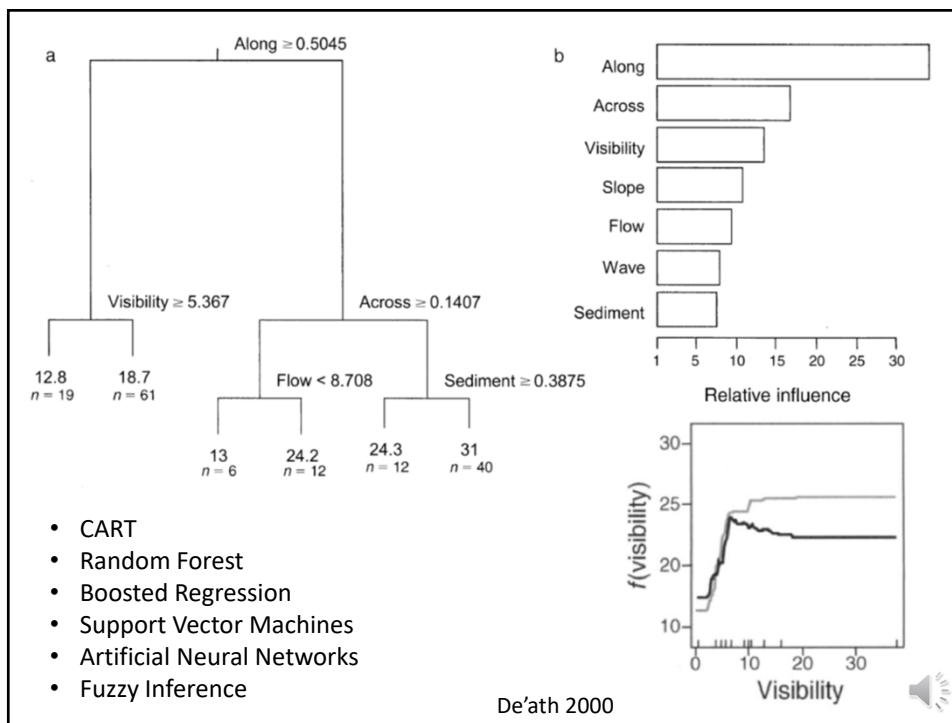 a
Along ≥ 0.5045
Visibility ≥ 5.367
Across ≥ 0.1407
12.8
n = 19
18.7
n = 61
Flow < 8.708
Sediment ≥ 0.3875
13
n = 6
24.2
n = 12
24.3
n = 12
31
n = 40
b
Along
Across
Visibility
Slope
Flow
Wave
Sediment
1 5 10 15 20 25 30
Relative influence
30
25
20
10
f(visibility)
0 10 20 30
Visibility
• CART
• Random Forest
• Boosted Regression
• Support Vector Machines
• Artificial Neural Networks
• Fuzzy Inference
De'ath 2000